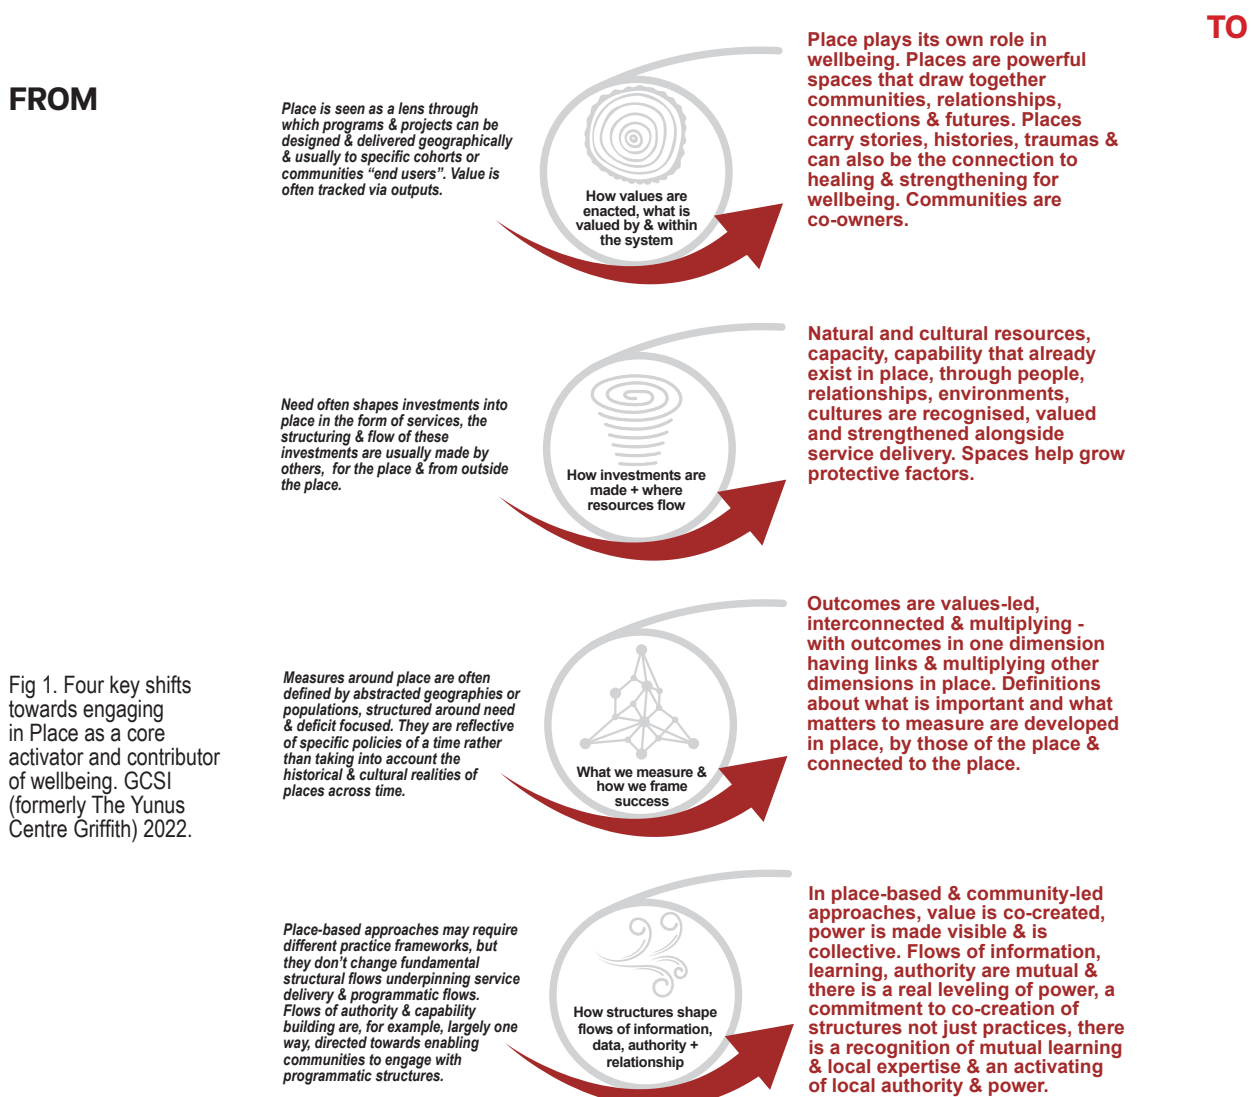 TO
FROM
Place is seen as a lens through
which programs & projects can be
designed & delivered geographically
& usually to specific cohorts or
communities “end users”. Value is
often tracked via outputs.
How values are
enacted, what is
valued by & within
the system
Place plays its own role in
wellbeing. Places are powerful
spaces that draw together
communities, relationships,
connections & futures. Places
carry stories, histories, traumas &
can also be the connection to
healing & strengthening for
wellbeing. Communities are
co-owners.
Need often shapes investments into
place in the form of services, the
structuring & flow of these
investments are usually made by
others, for the place & from outside
the place.
How investments are
made + where
resources flow
Natural and cultural resources,
capacity, capability that already
exist in place, through people,
relationships, environments,
cultures are recognised, valued
and strengthened alongside
service delivery. Spaces help grow
protective factors.
Fig 1. Four key shifts
towards engaging
in Place as a core
activator and contributor
of wellbeing. GCSI
(formerly The Yunus
Centre Griffith) 2022.
Measures around place are often
defined by abstracted geographies or
populations, structured around need
& deficit focused. They are reflective
of specific policies of a time rather
than taking into account the
historical & cultural realities of
places across time.
What we measure &
how we frame
success
Outcomes are values-led,
interconnected & multiplying -
with outcomes in one dimension
having links & multiplying other
dimensions in place. Definitions
about what is important and what
matters to measure are developed
in place, by those of the place &
connected to the place.
Place-based approaches may require
different practice frameworks, but
they don’t change fundamental
structural flows underpinning service
delivery & programmatic flows.
Flows of authority & capability
building are, for example, largely one
way, directed towards enabling
communities to engage with
programmatic structures.
How structures shape
flows of information,
data, authority +
relationship
In place-based & community-led
approaches, value is co-created,
power is made visible & is
collective. Flows of information,
learning, authority are mutual &
there is a real leveling of power, a
commitment to co-creation of
structures not just practices, there
is a recognition of mutual learning
& local expertise & an activating
of local authority & power.